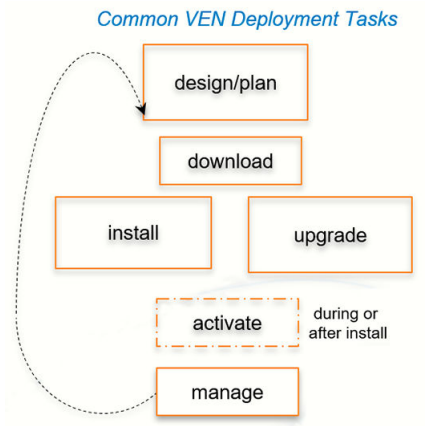 Common VEN Deployment Tasks
design/plan
download
install
upgrade
activate
during or
after install
manage